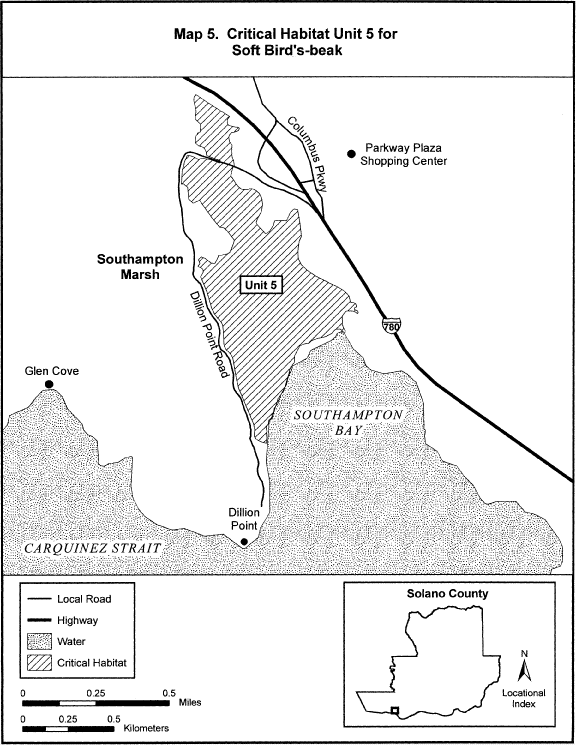 Map 5. Critical Habitat Unit 5 for
Soft Bird's-beak
Columbus Pkwy
Parkway Plaza
Shopping Center
Southampton
Marsh
Unit 5
Dillion Point Road
780
Glen Cove
SOUTHAMPTON
BAY
Dillion
Point
CARQUINEZ STRAIT
Local Road
Highway
Water
Critical Habitat
0 0.25 0.5
Miles
0 0.25 0.5
Kilometers
Solano County
N
Locational
Index